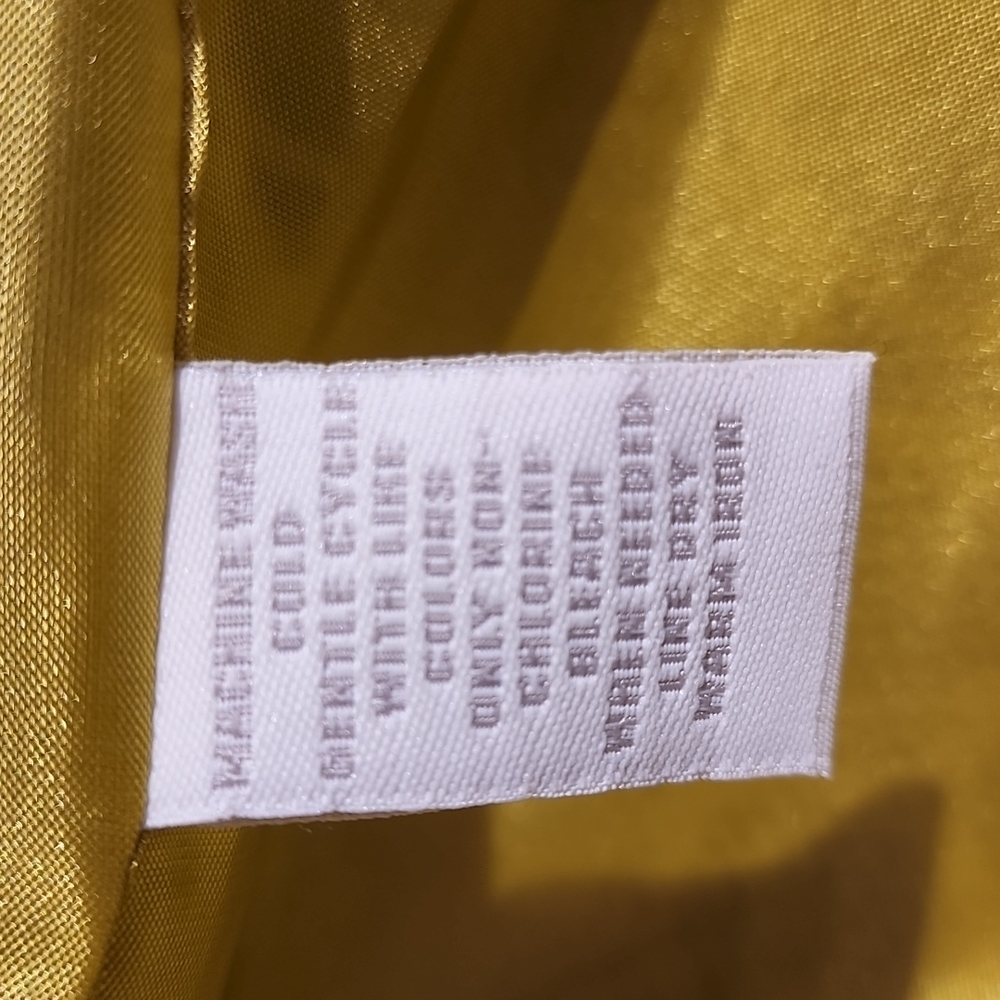 MACHINE WASH
COLD
GENTLE CYCLE
WITH LIKE
COLORS
ONLY NON-
CHLORINE
BLEACH
WHEN NEEDED
LINE DRY
WARM IRON